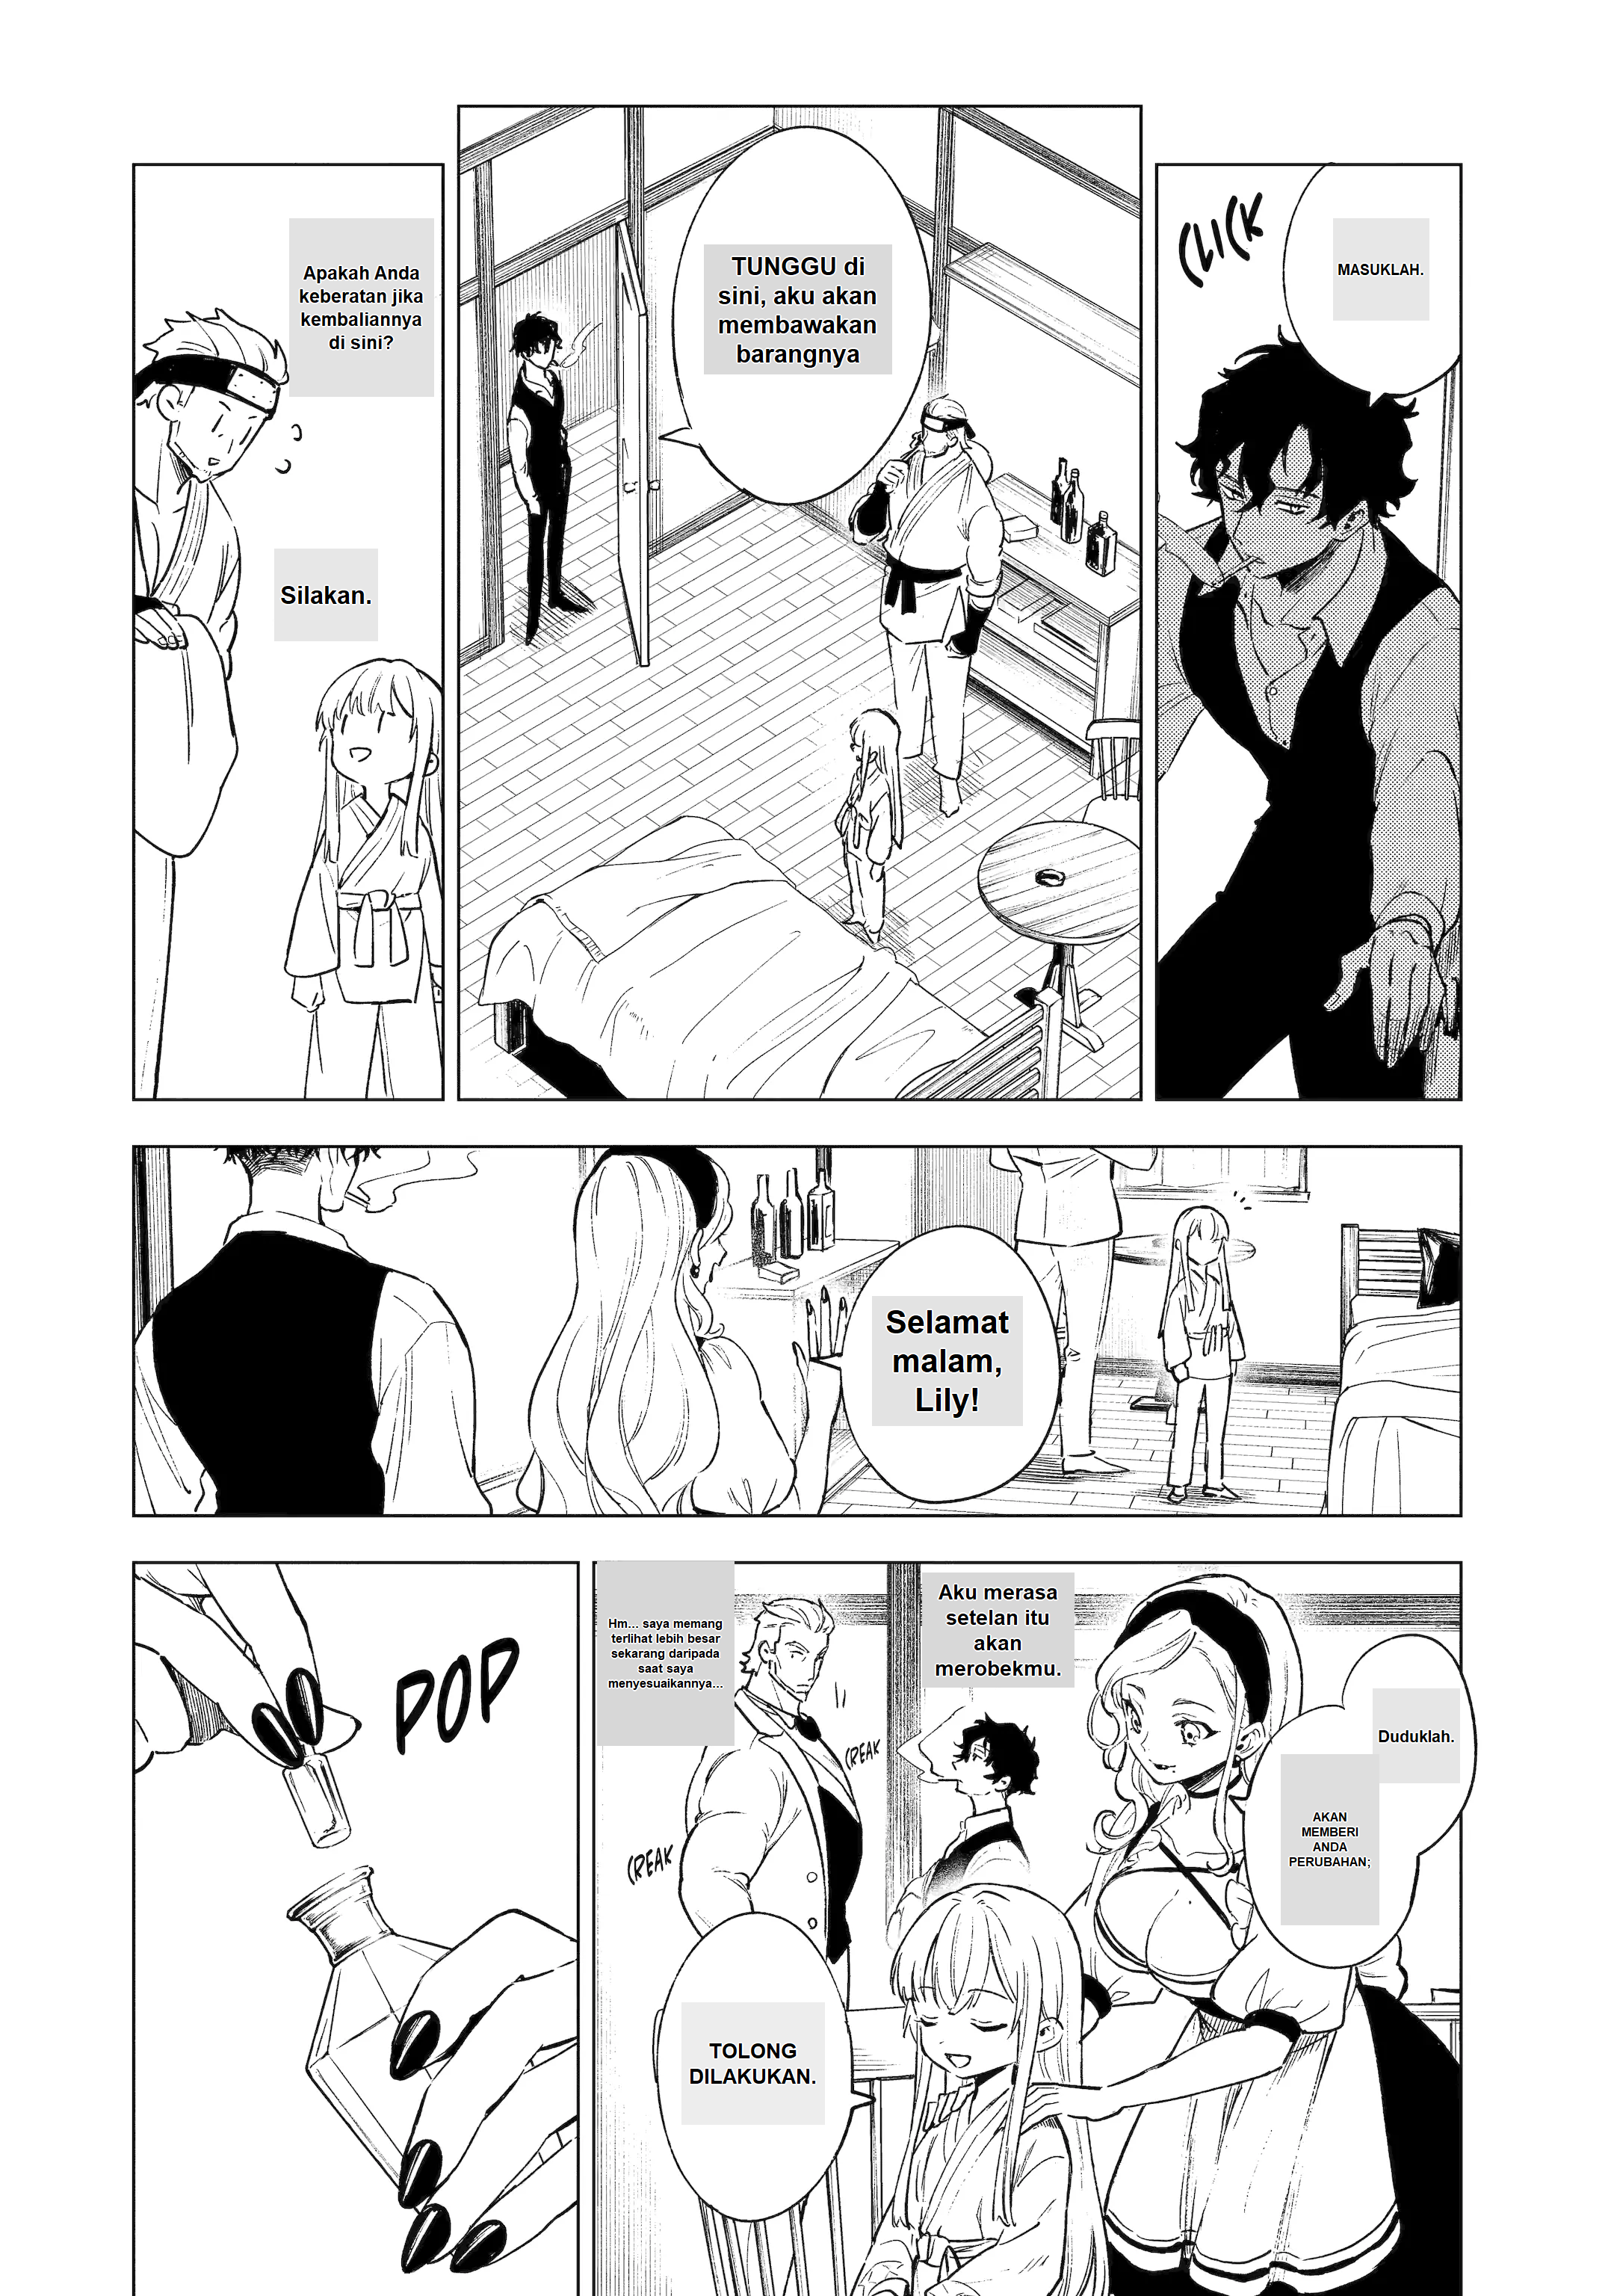 MASUKLAH.
CLICK
TUNGGU di
sini, aku akan
membawakan
barangnya
Apakah Anda
keberatan jika
kembaliannya
di sini?
Silakan.
Selamat
malam,
Lily!
Duduklah.
AKAN
MEMBERI
ANDA
PERUBAHAN;
Aku merasa
setelan itu
akan
merobekmu.
Hm... saya memang
terlihat lebih besar
sekarang daripada
saat saya
menyesuaikannya...
CREAK
CREAK
TOLONG
DILAKUKAN.
POP